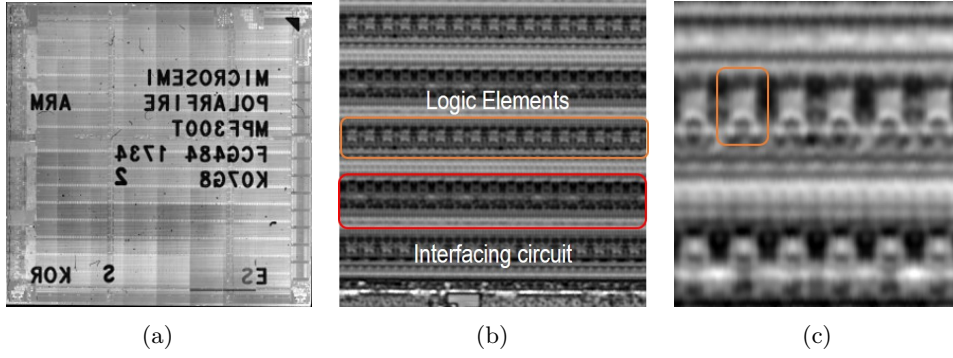 MICROSEMI
ARM POLARFIRE
MPF300T
FCG484 1734
K07G8 2
ES S KOR
Logic Elements
Interfacing circuit
(a)
(b)
(c)